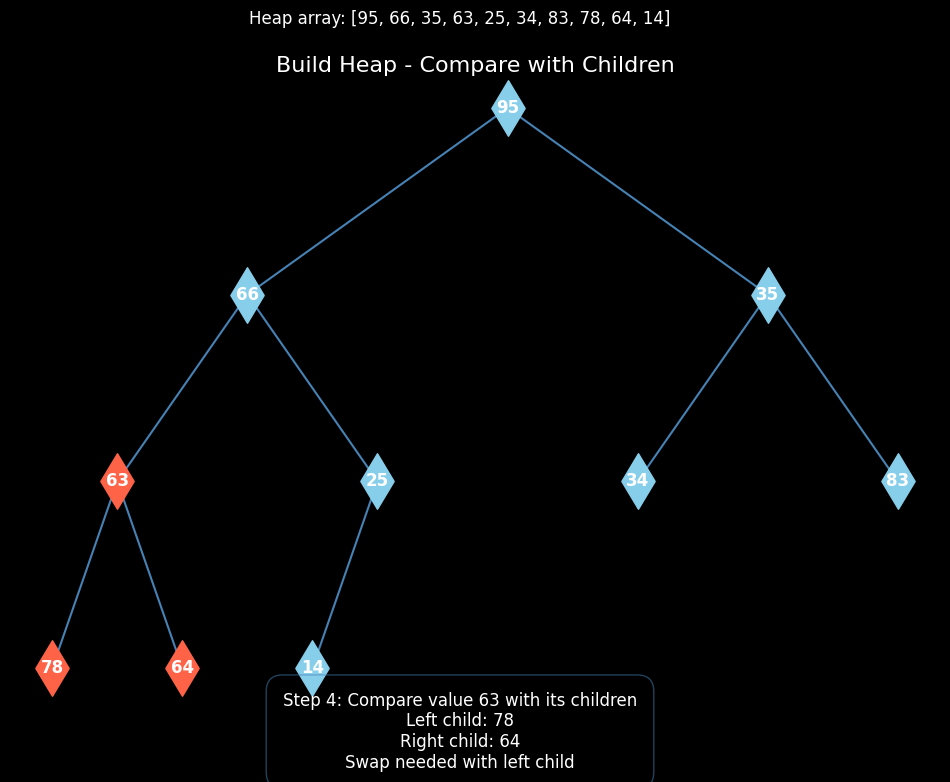 Heap array: [95, 66, 35, 63, 25, 34, 83, 78, 64, 14]
Build Heap - Compare with Children
95
66 35
63 25 34 83
78 64 14
Step 4: Compare value 63 with its children
Left child: 78
Right child: 64
Swap needed with left child